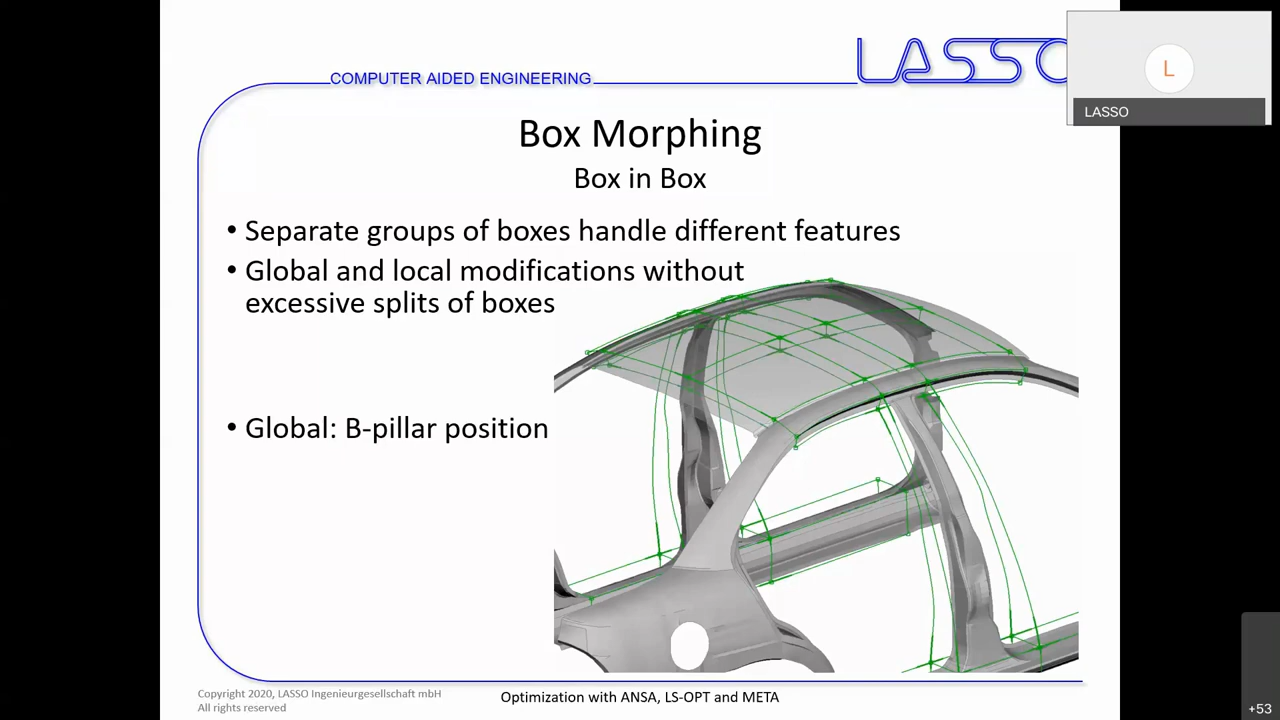 LASSO
COMPUTER AIDED ENGINEERING
L
LASSO
Box Morphing
Box in Box
• Separate groups of boxes handle different features
• Global and local modifications without
excessive splits of boxes
• Global: B-pillar position
Copyright 2020, LASSO Ingenieurgesellschaft mbH
All rights reserved
Optimization with ANSA, LS-OPT and META
+53